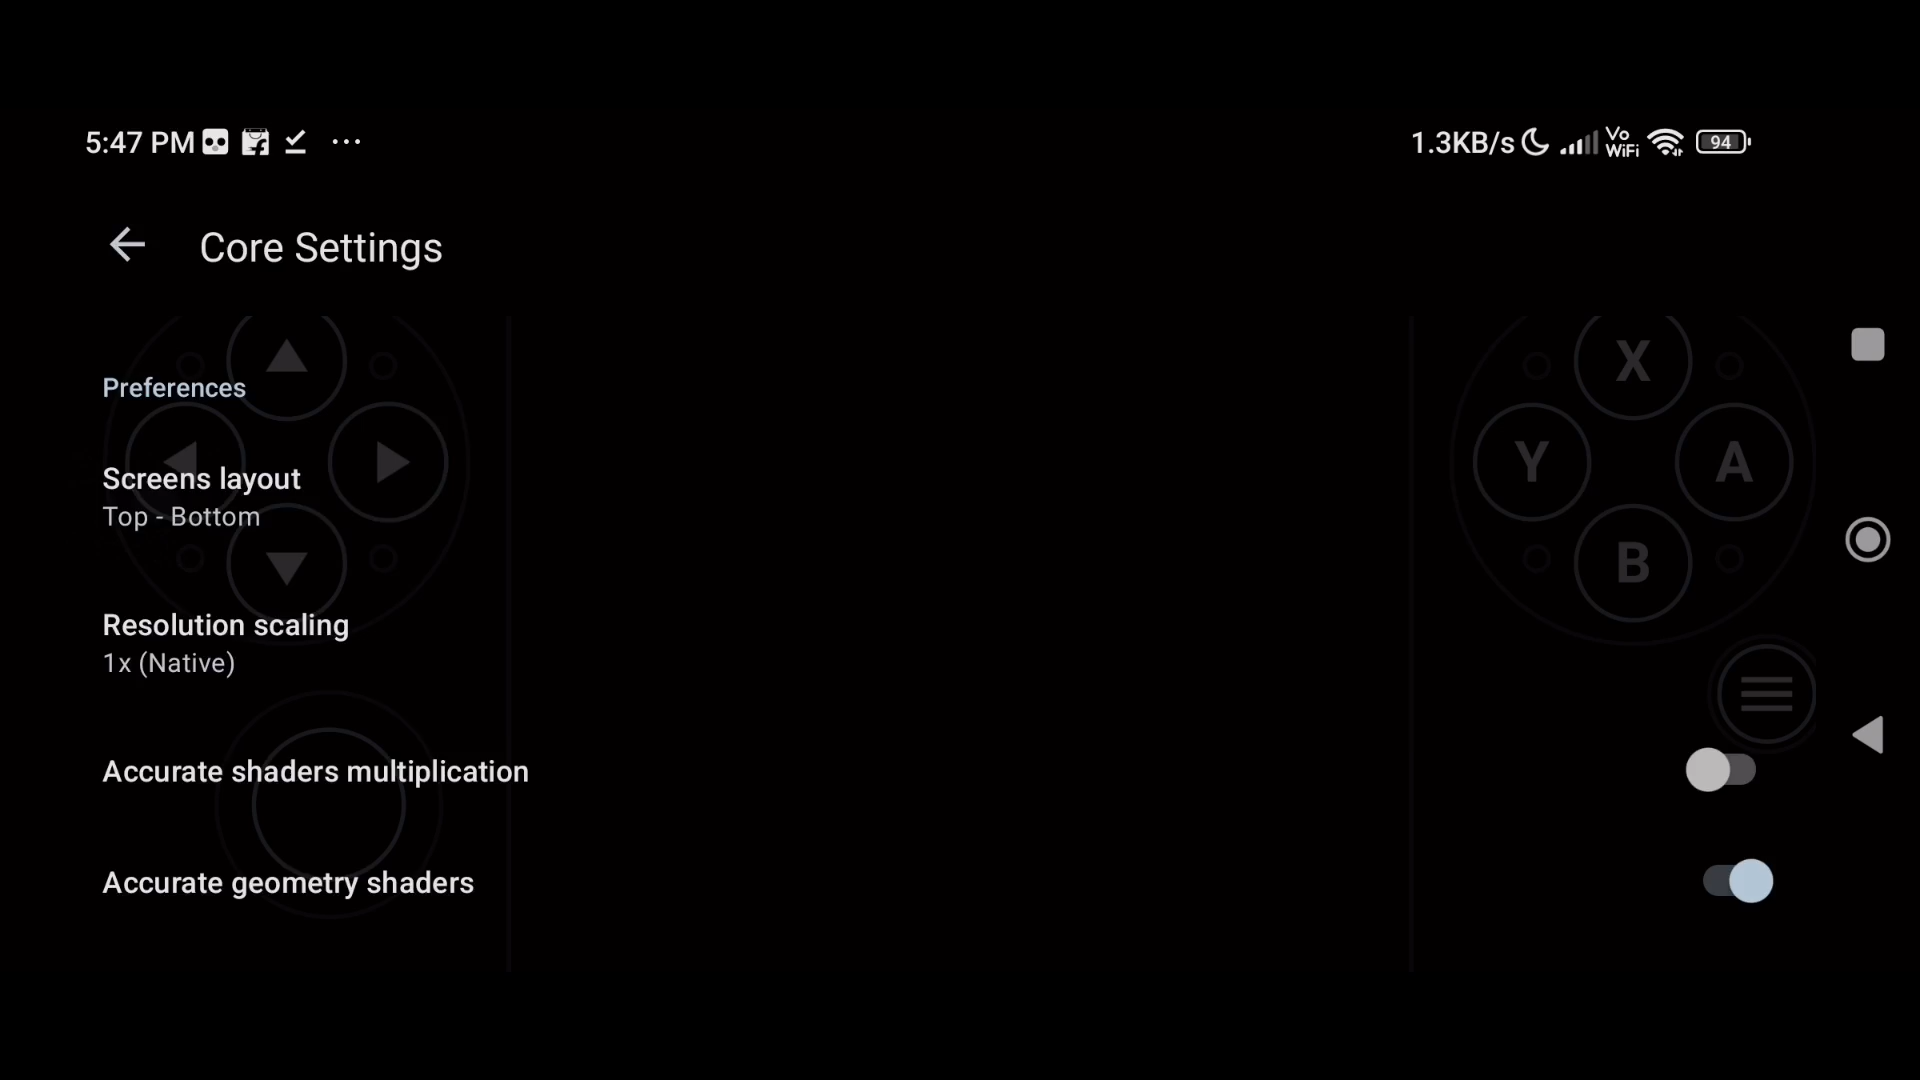 5:47 PM
1.3KB/s
Vo
WiFi
94
Core Settings
Preferences
Screens layout
Top - Bottom
Resolution scaling
1x (Native)
Accurate shaders multiplication
Accurate geometry shaders
X
Y
A
B